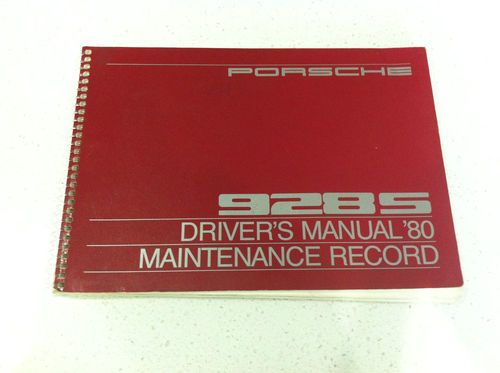 PORSCHE
928S
DRIVER'S MANUAL '80
MAINTENANCE RECORD